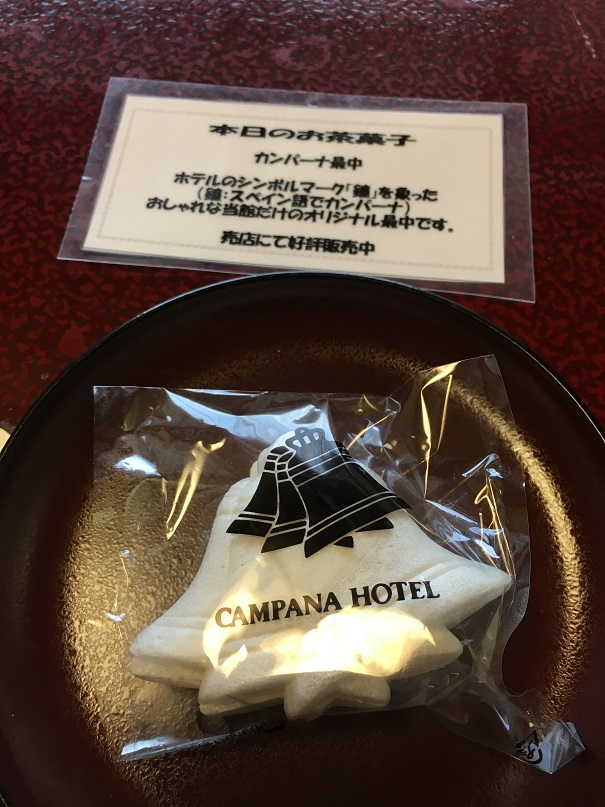 本日のお茶菓子
カンパーナ最中
ホテルのシンボルマーク「鐘」を象った
（鐘：スペイン語でカンパーナ）
おしゃれな当館だけのオリジナル最中です。
売店にて好評販売中
CAMPANA HOTEL
プラ